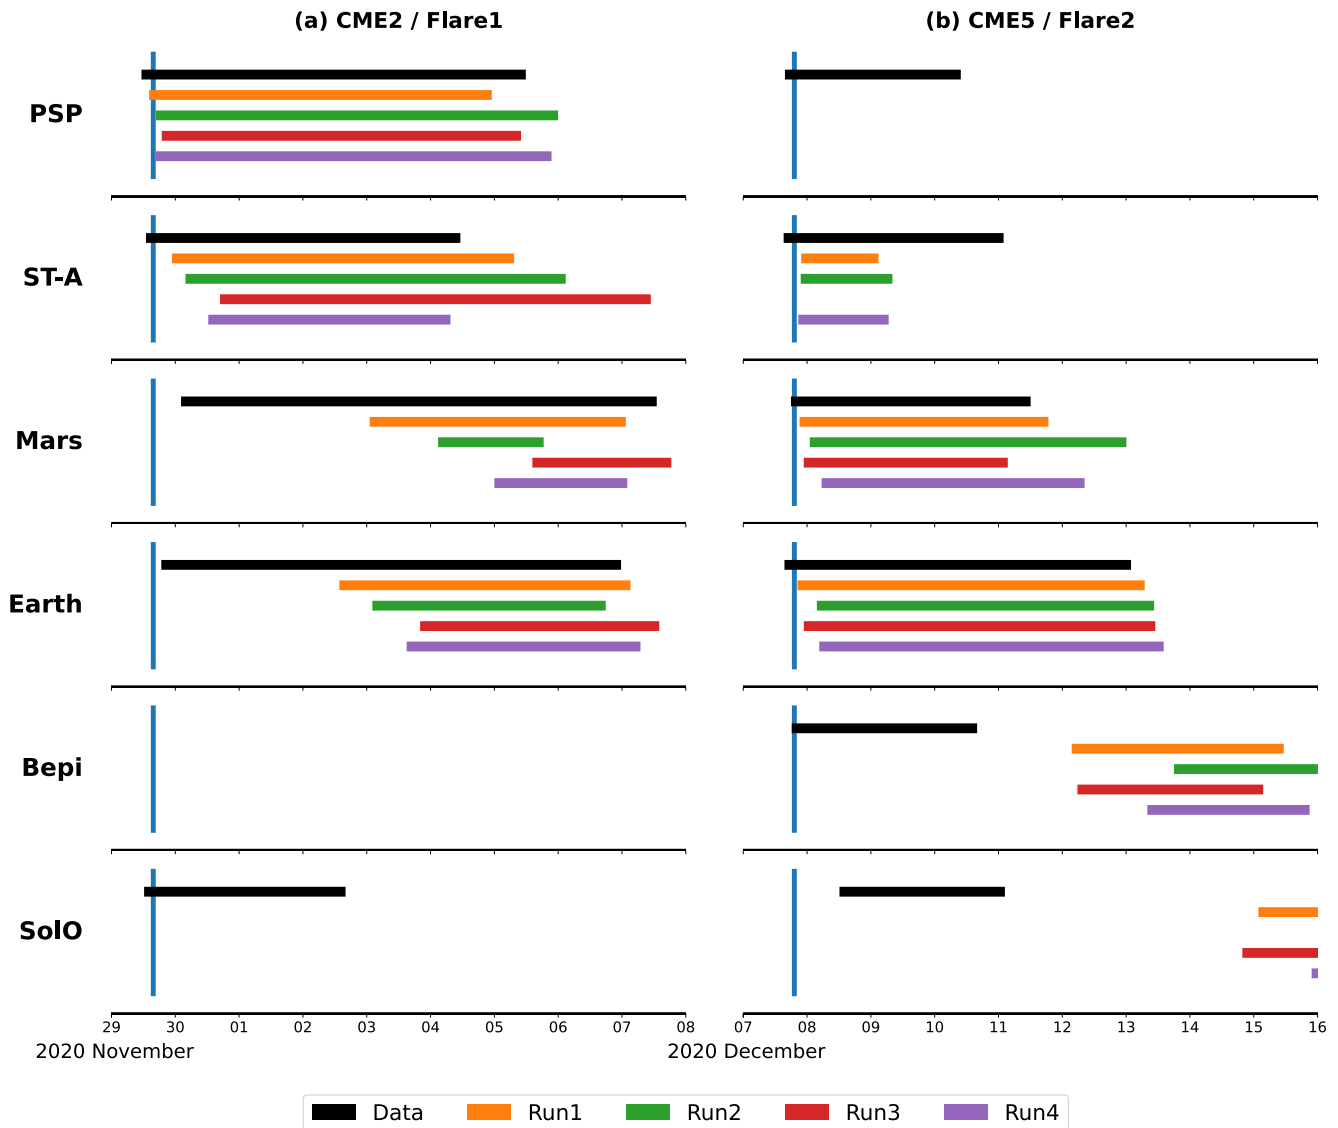 (a) CME2 / Flare1
(b) CME5 / Flare2
PSP
ST-A
Mars
Earth
Bepi
SolO
29 30 01 02 03 04 05 06 07 08
07 08 09 10 11 12 13 14 15 16
2020 November
2020 December
Data Run1 Run2 Run3 Run4